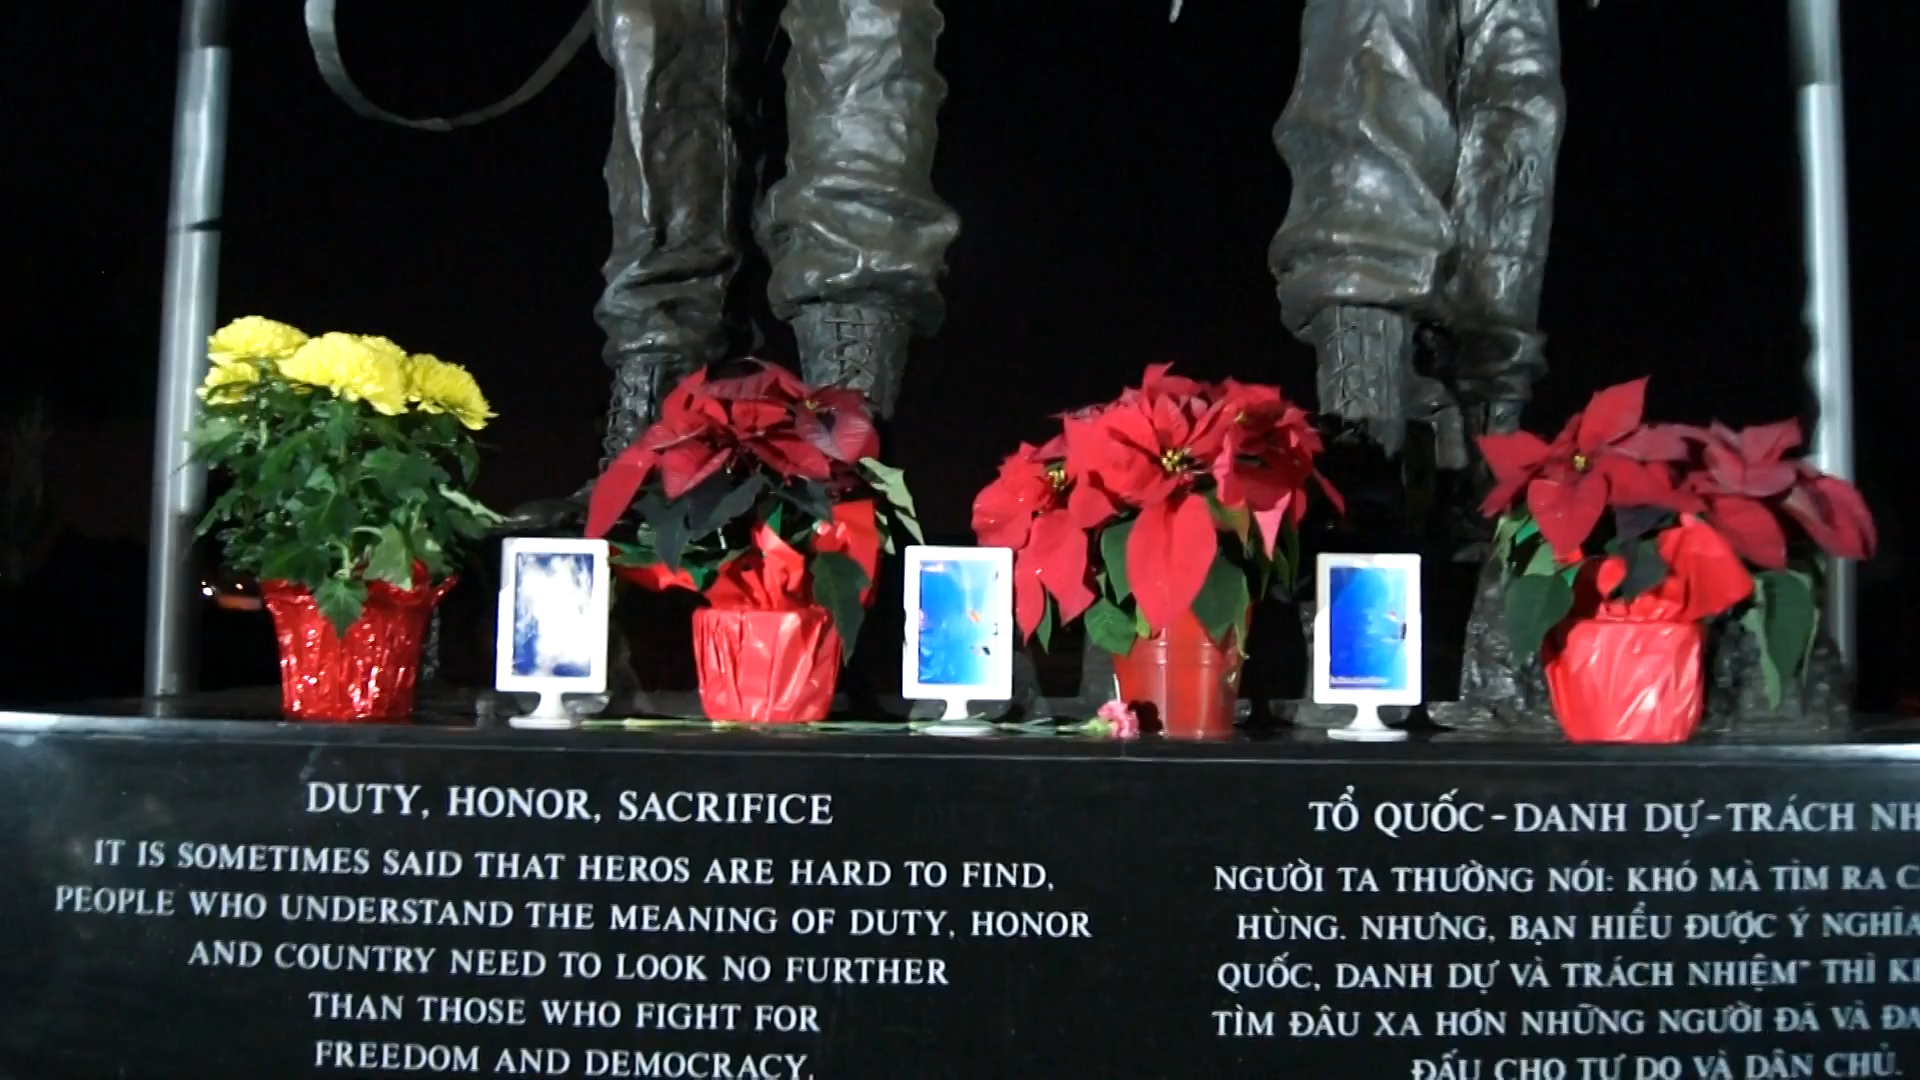 DUTY, HONOR, SACRIFICE
IT IS SOMETIMES SAID THAT HEROS ARE HARD TO FIND,
PEOPLE WHO UNDERSTAND THE MEANING OF DUTY, HONOR
AND COUNTRY NEED TO LOOK NO FURTHER
THAN THOSE WHO FIGHT FOR
FREEDOM AND DEMOCRACY.
TỔ QUỐC - DANH DỰ - TRÁCH
NGƯỜI TA THƯỜNG NÓI: KHÓ MÀ TÌM RA
HÙNG. NHƯNG, BẠN HIỂU ĐƯỢC Ý NGHĨA
QUỐC, DANH DỰ VÀ TRÁCH NHIỆM" THÌ
TÌM ĐÂU XA HƠN NHỮNG NGƯỜI ĐÃ VÀ
ĐẤU CHO TỰ DO VÀ DÂN CHỦ.